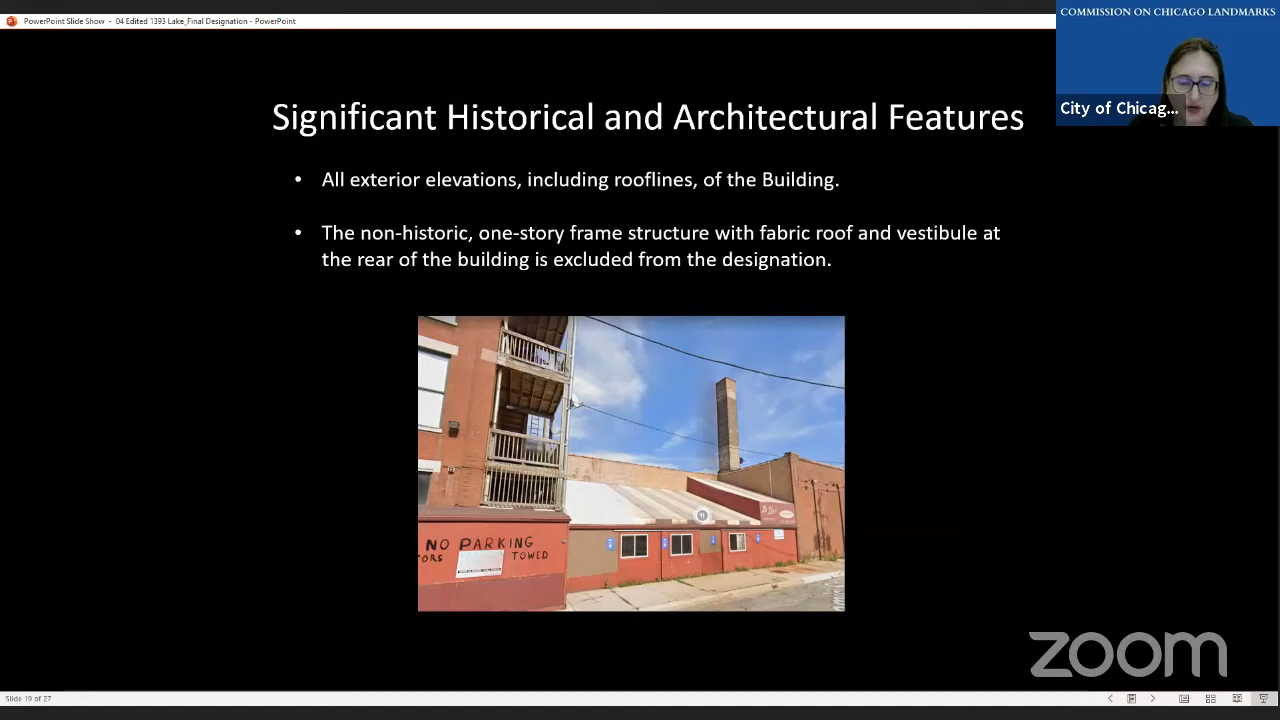 PowerPoint Slide Show - 04 Edited 1393 Lake_Final Designation - PowerPoint
COMMISSION ON CHICAGO LANDMARKS
City of Chicag...
Significant Historical and Architectural Features
• All exterior elevations, including rooflines, of the Building.
• The non-historic, one-story frame structure with fabric roof and vestibule at
the rear of the building is excluded from the designation.
NO PARKING
TORS
TOWED
zoom
Slide 19 of 27